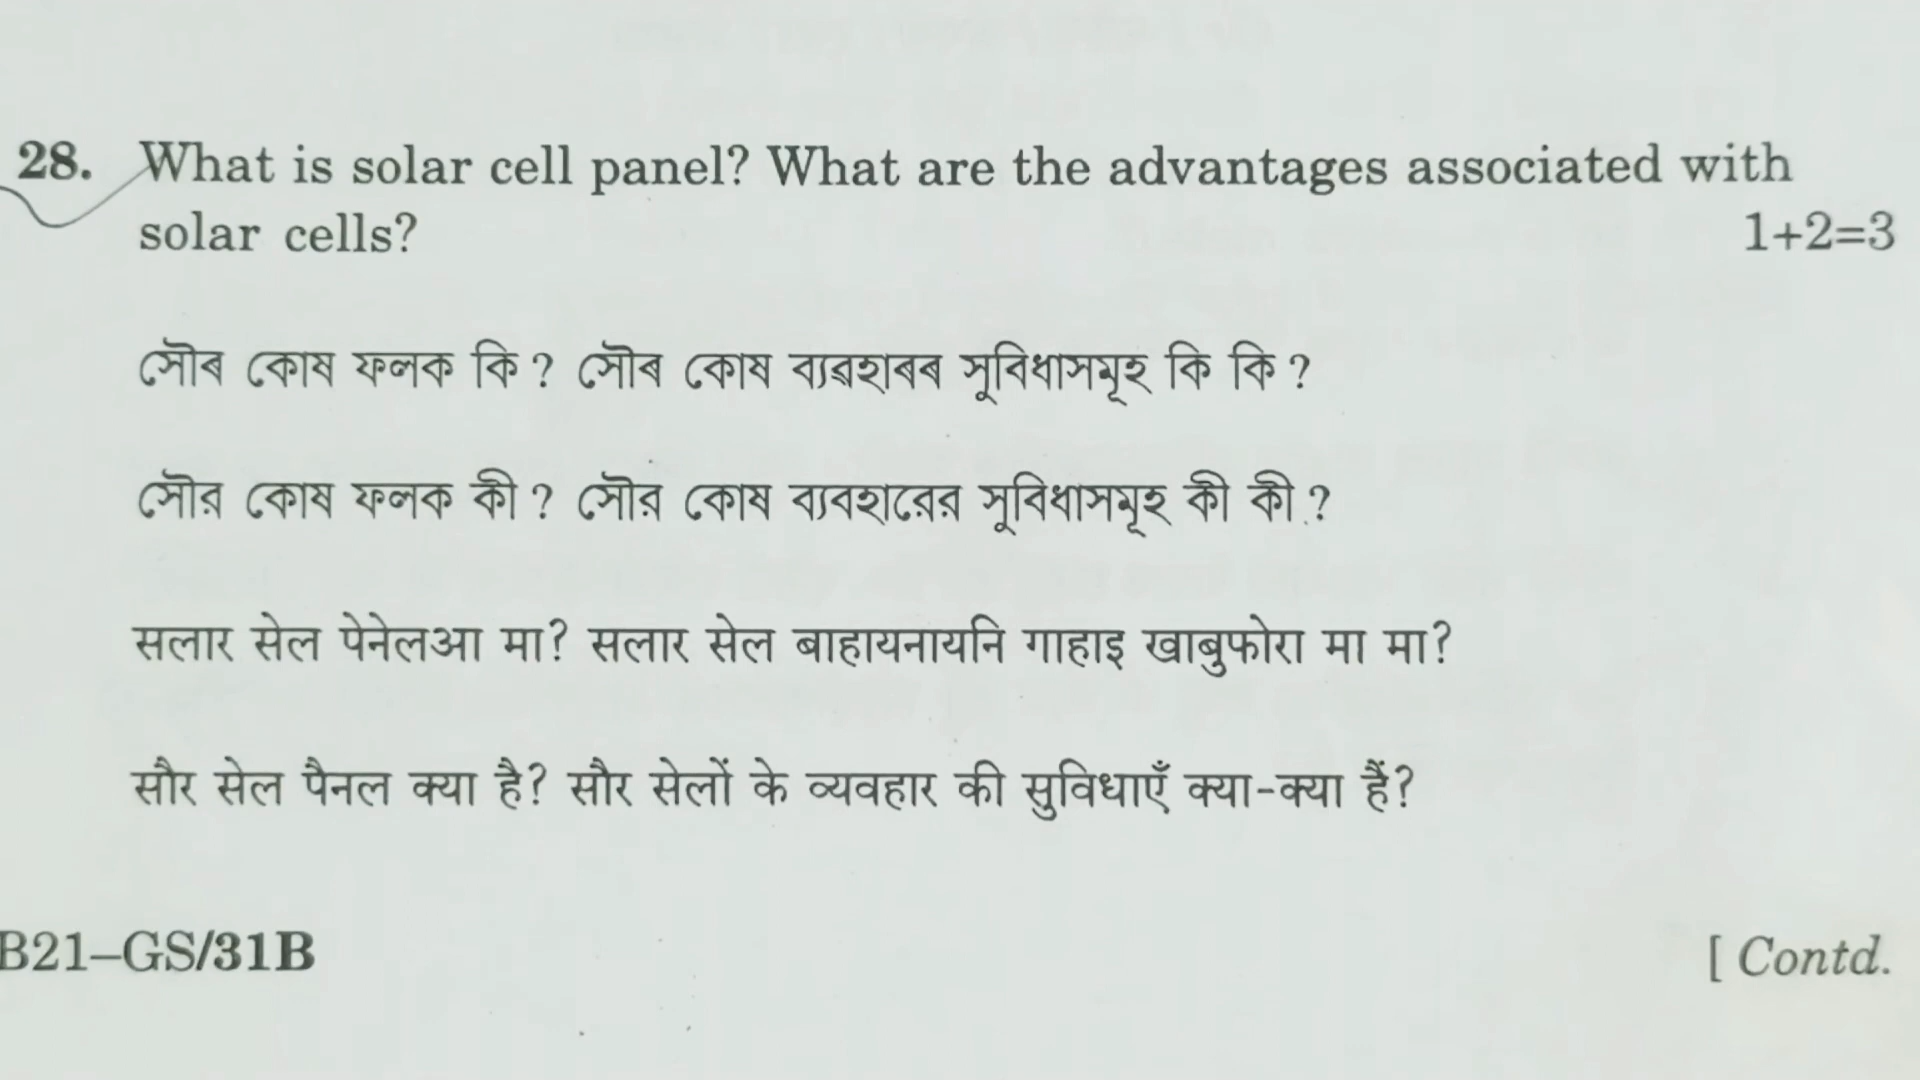 28. What is solar cell panel? What are the advantages associated with
solar cells? 1+2=3
সৌৰ কোষ ফলক কি ? সৌৰ কোষ ব্যৱহাৰৰ সুবিধাসমূহ কি কি ?
সৌর কোষ ফলক কী ? সৌর কোষ ব্যবহারের সুবিধাসমূহ কী কী ?
सलार सेल पेनेलआ मा? सलार सेल बाहायनायनि गाहाइ खाबुफोरा मा मा?
सौर सेल पैनल क्या है? सौर सेलों के व्यवहार की सुविधाएँ क्या-क्या हैं?
B21–GS/31B [ Contd.